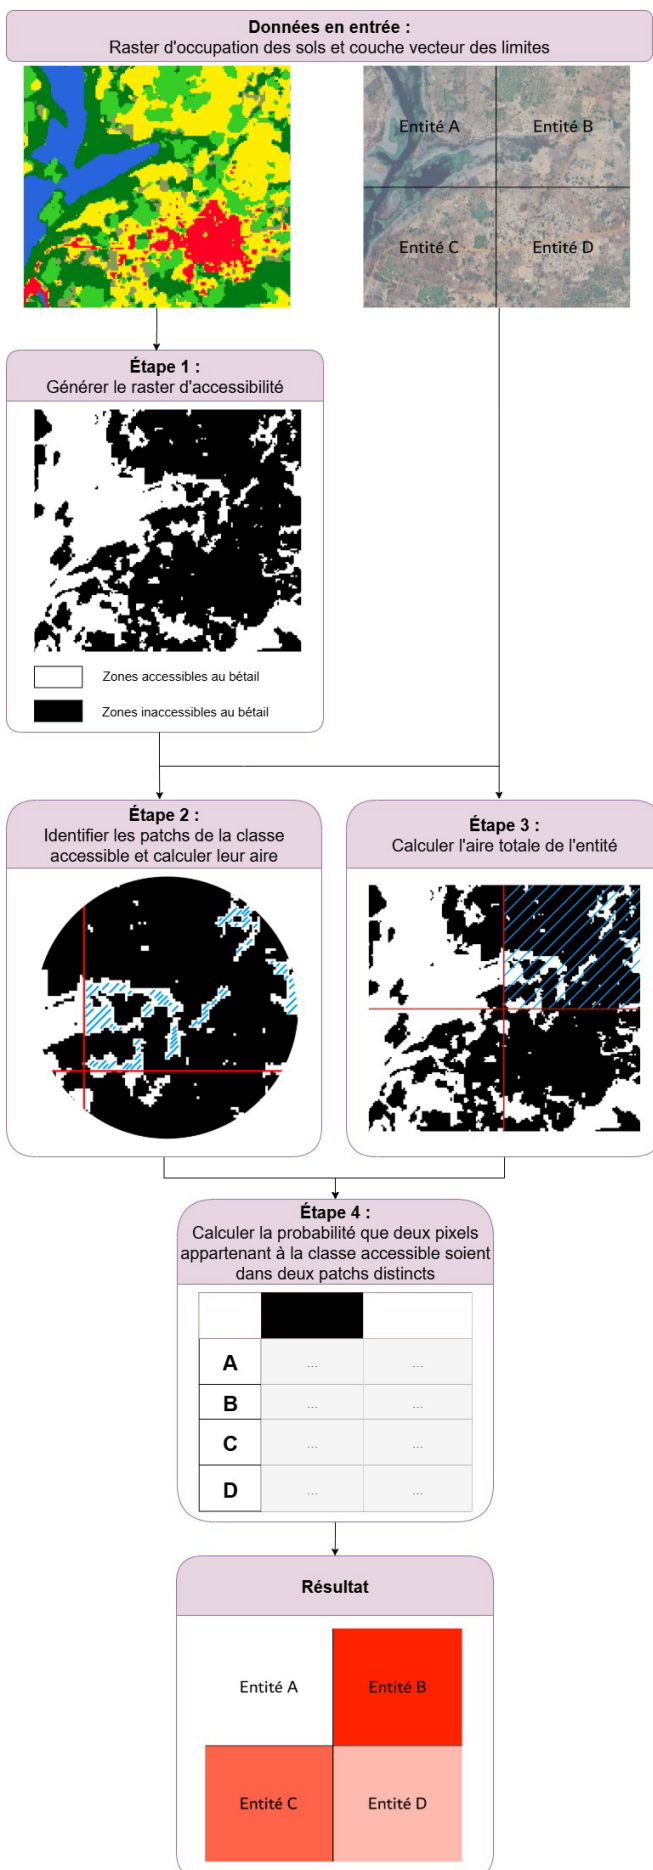 Données en entrée :
Raster d'occupation des sols et couche vecteur des limites
Entité A
Entité B
Entité C
Entité D
Étape 1 :
Générer le raster d'accessibilité
Zones accessibles au bétail
Zones inaccessibles au bétail
Étape 2 :
Identifier les patchs de la classe
accessible et calculer leur aire
Étape 3 :
Calculer l'aire totale de l'entité
Étape 4 :
Calculer la probabilité que deux pixels
appartenant à la classe accessible soient
dans deux patchs distincts
A ... ...
B ... ...
C ... ...
D ... ...
Résultat
Entité A
Entité B
Entité C
Entité D